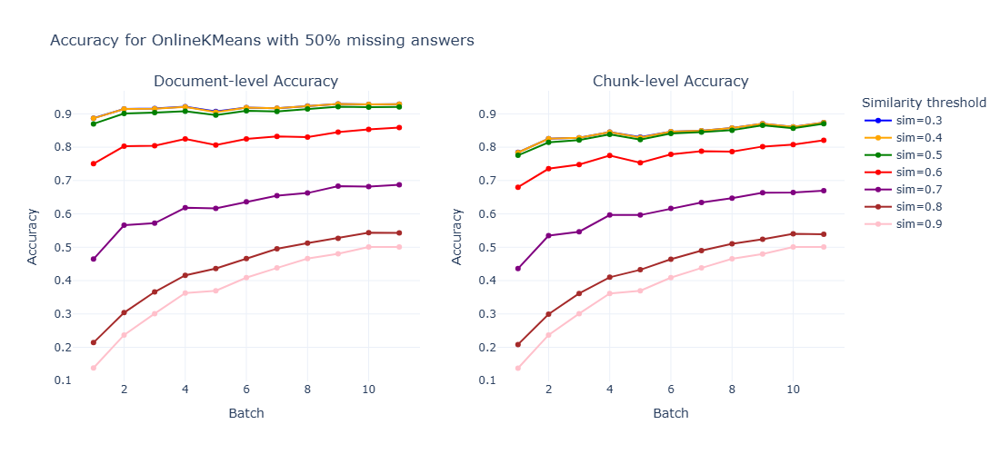 Accuracy for OnlineKMeans with 50% missing answers
Document-level Accuracy
Accuracy
0.9
0.8
0.7
0.6
0.5
0.4
0.3
0.2
0.1
2 4 6 8 10
Batch
Chunk-level Accuracy
Accuracy
0.9
0.8
0.7
0.6
0.5
0.4
0.3
0.2
0.1
2 4 6 8 10
Batch
Similarity threshold
sim=0.3
sim=0.4
sim=0.5
sim=0.6
sim=0.7
sim=0.8
sim=0.9